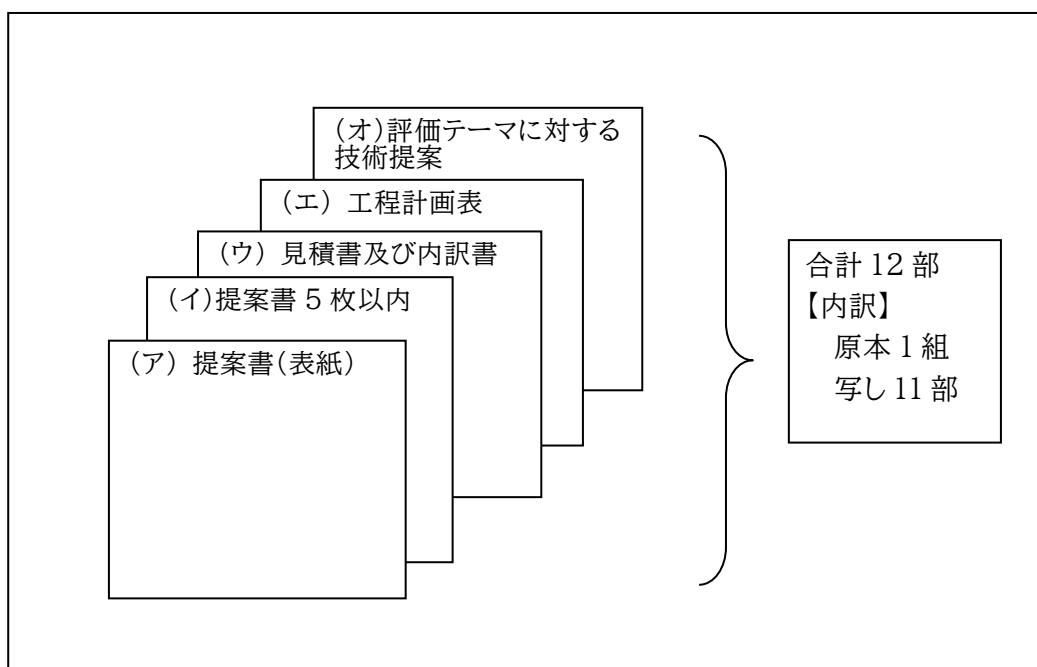 (オ)評価テーマに対する
技術提案
(エ) 工程計画表
(ウ) 見積書及び内訳書
(イ)提案書 5 枚以内
(ア) 提案書(表紙)
合計 12 部
【内訳】
原本 1 組
写し 11 部